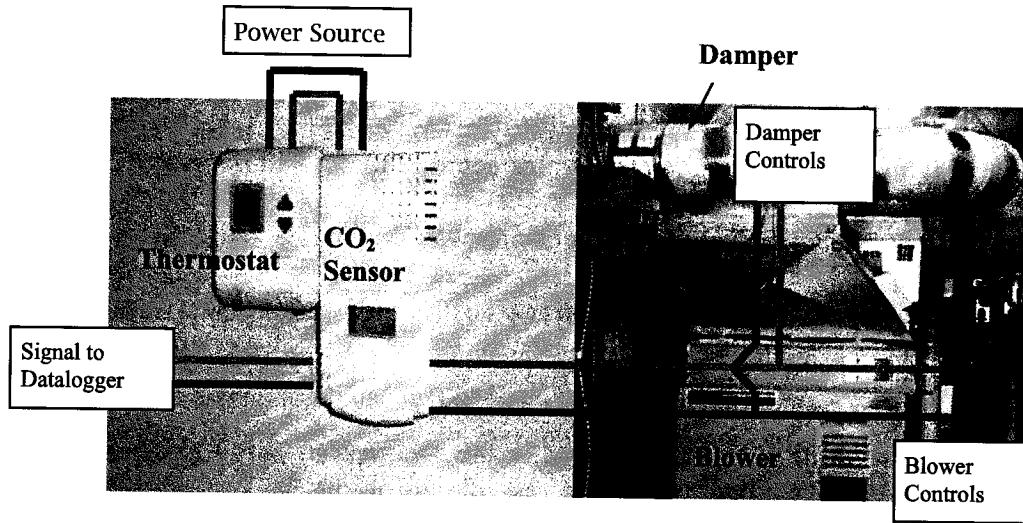 Power Source
Damper
Damper
Controls
Thermostat
CO₂
Sensor
Signal to
Datalogger
Blower
Blower
Controls